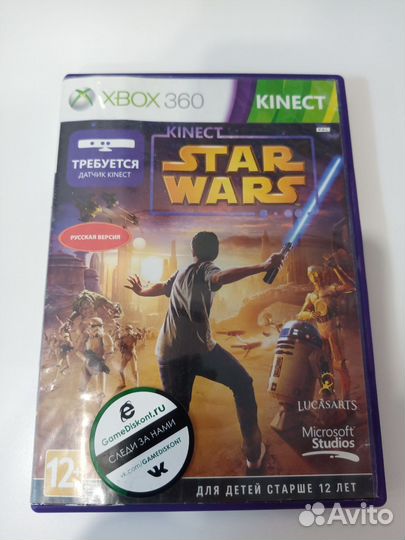 XBOX 360
KINECT
PAL
KINECT
STAR
WARS
ТРЕБУЕТСЯ
ДАТЧИК KINECT
РУССКАЯ ВЕРСИЯ
GameDiskont.ru
СЛЕДИ ЗА НАМИ
vk.com/GAMEDISKONT
LUCASARTS
Microsoft
Studios
12+
ДЛЯ ДЕТЕЙ СТАРШЕ 12 ЛЕТ
Avito